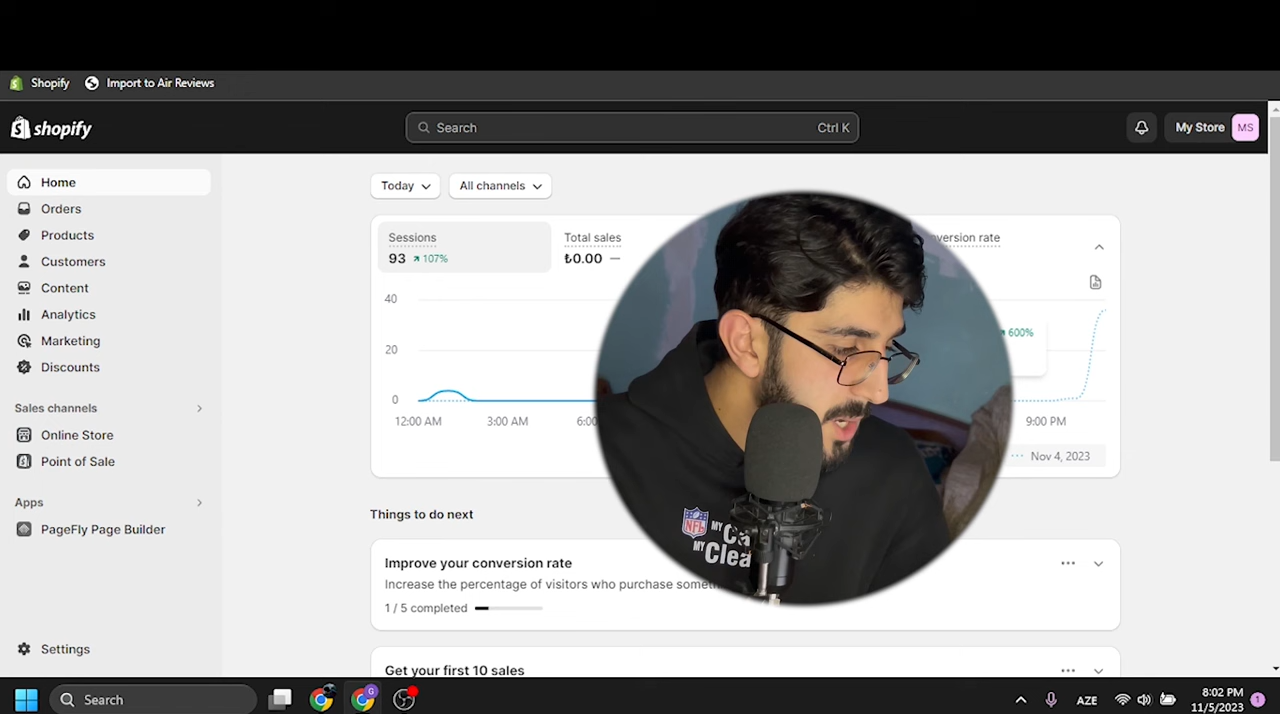 Shopify
Import to Air Reviews
shopify
Search
Ctrl K
My Store
MS
Home
Orders
Products
Customers
Content
Analytics
Marketing
Discounts
Sales channels
Online Store
Point of Sale
Apps
PageFly Page Builder
Settings
Today
All channels
Sessions
93 107%
Total sales
₺0.00 —
rate
40
20
0
600%
12:00 AM
3:00 AM
9:00 PM
Nov 4, 2023
NFL
MY
MY
Things to do next
Improve your conversion rate
Increase the percentage of visitors who purchase
1 / 5 completed
Get your first 10 sales
Search
AZE
8:02 PM
11/5/2023
1
G